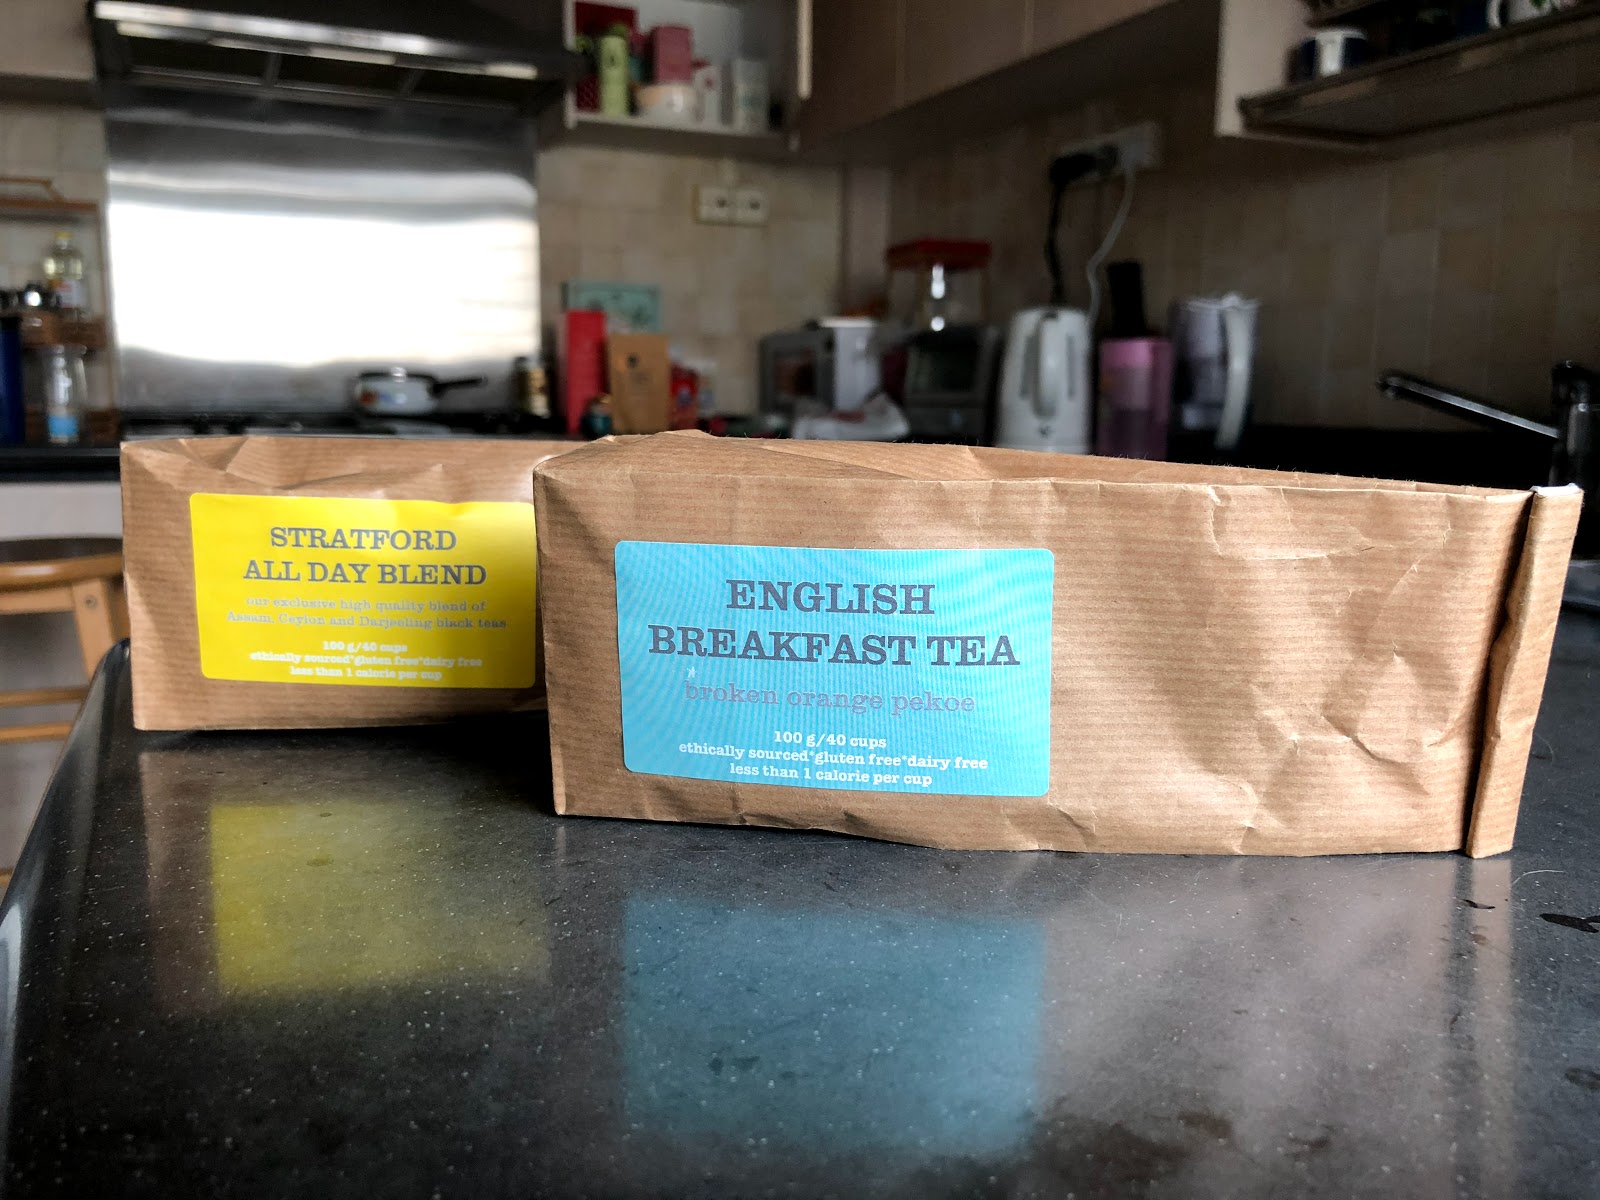 STRATFORD
ALL DAY BLEND
our exclusive high quality blend of
Assam, Ceylon and Darjeeling black teas
100 g/40 cups
ethically sourced*gluten free*dairy free
less than 1 calorie per cup
ENGLISH
BREAKFAST TEA
broken orange pekoe
100 g/40 cups
ethically sourced*gluten free*dairy free
less than 1 calorie per cup